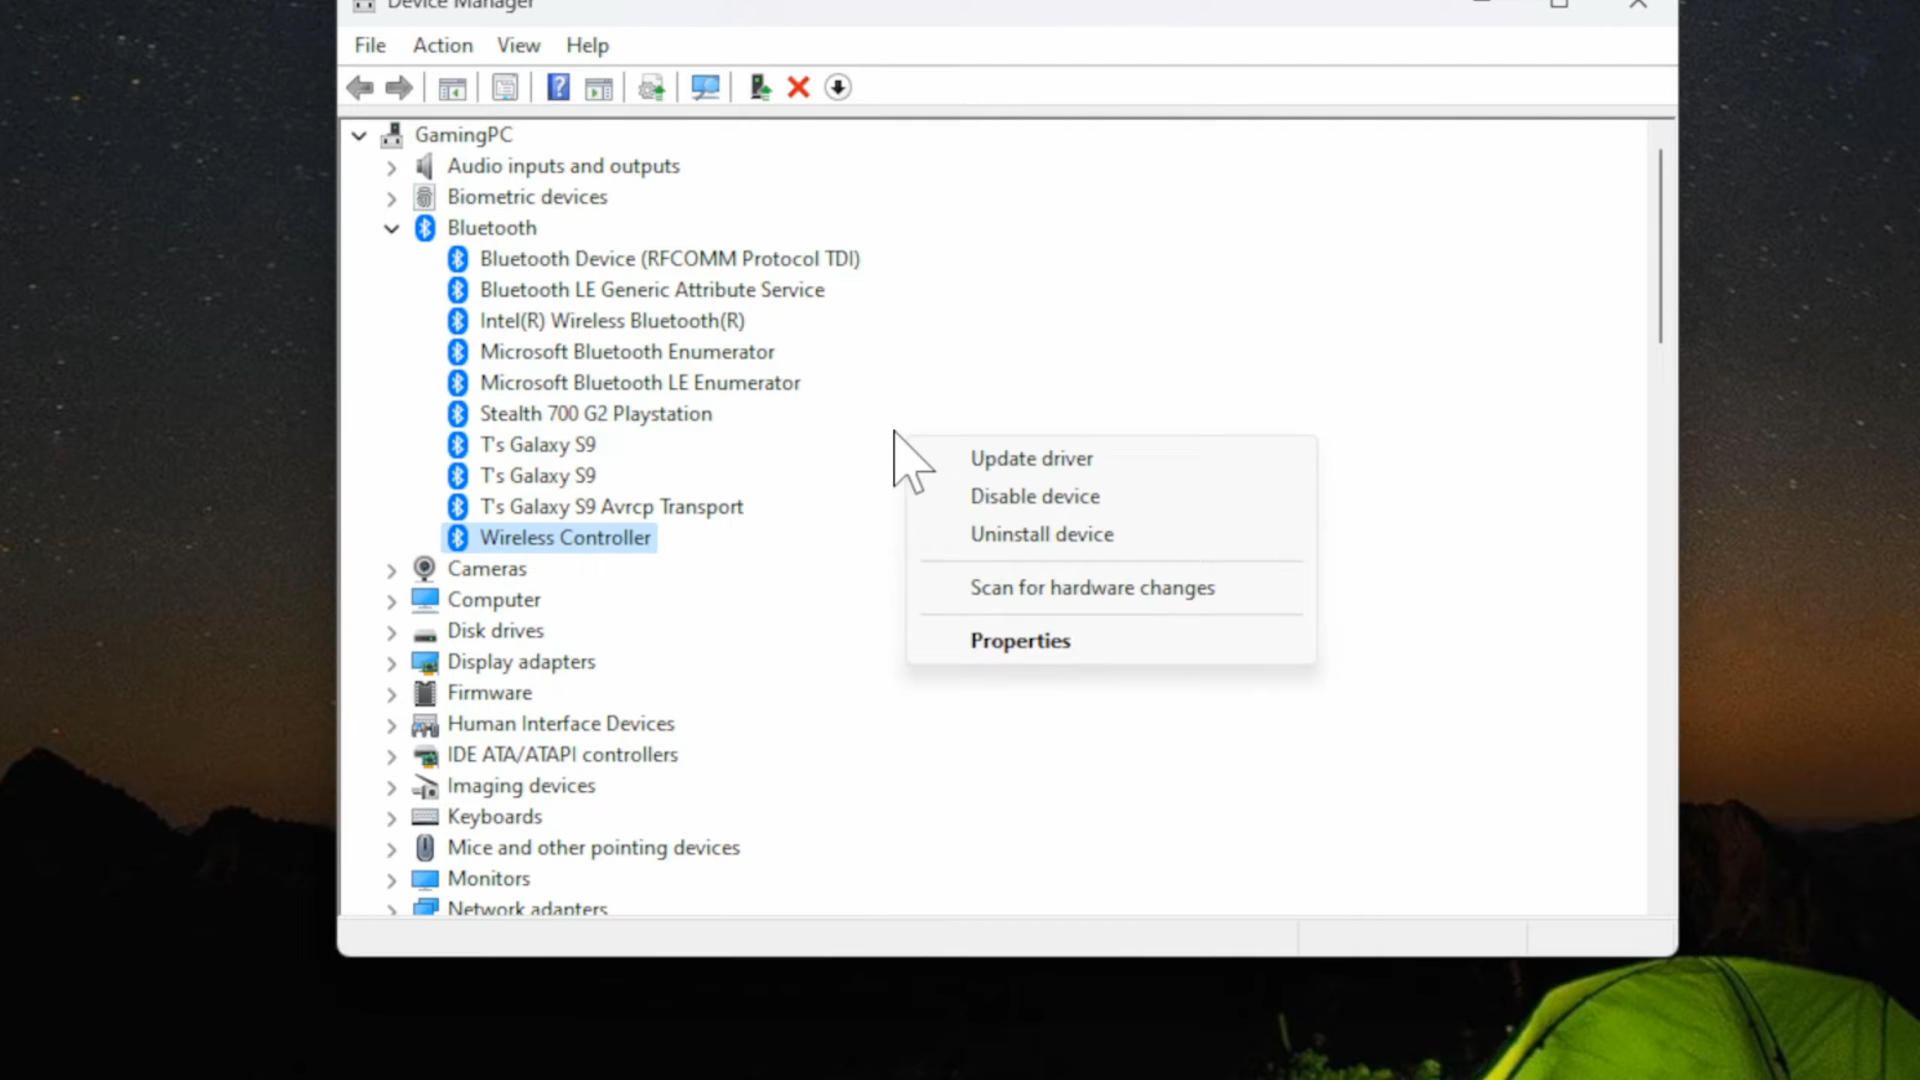 Device Manager
File Action View Help
GamingPC
Audio inputs and outputs
Biometric devices
Bluetooth
Bluetooth Device (RFCOMM Protocol TDI)
Bluetooth LE Generic Attribute Service
Intel(R) Wireless Bluetooth(R)
Microsoft Bluetooth Enumerator
Microsoft Bluetooth LE Enumerator
Stealth 700 G2 Playstation
T's Galaxy S9
T's Galaxy S9
T's Galaxy S9 Avrcp Transport
Wireless Controller
Cameras
Computer
Disk drives
Display adapters
Firmware
Human Interface Devices
IDE ATA/ATAPI controllers
Imaging devices
Keyboards
Mice and other pointing devices
Monitors
Network adapters
Update driver
Disable device
Uninstall device
Scan for hardware changes
Properties